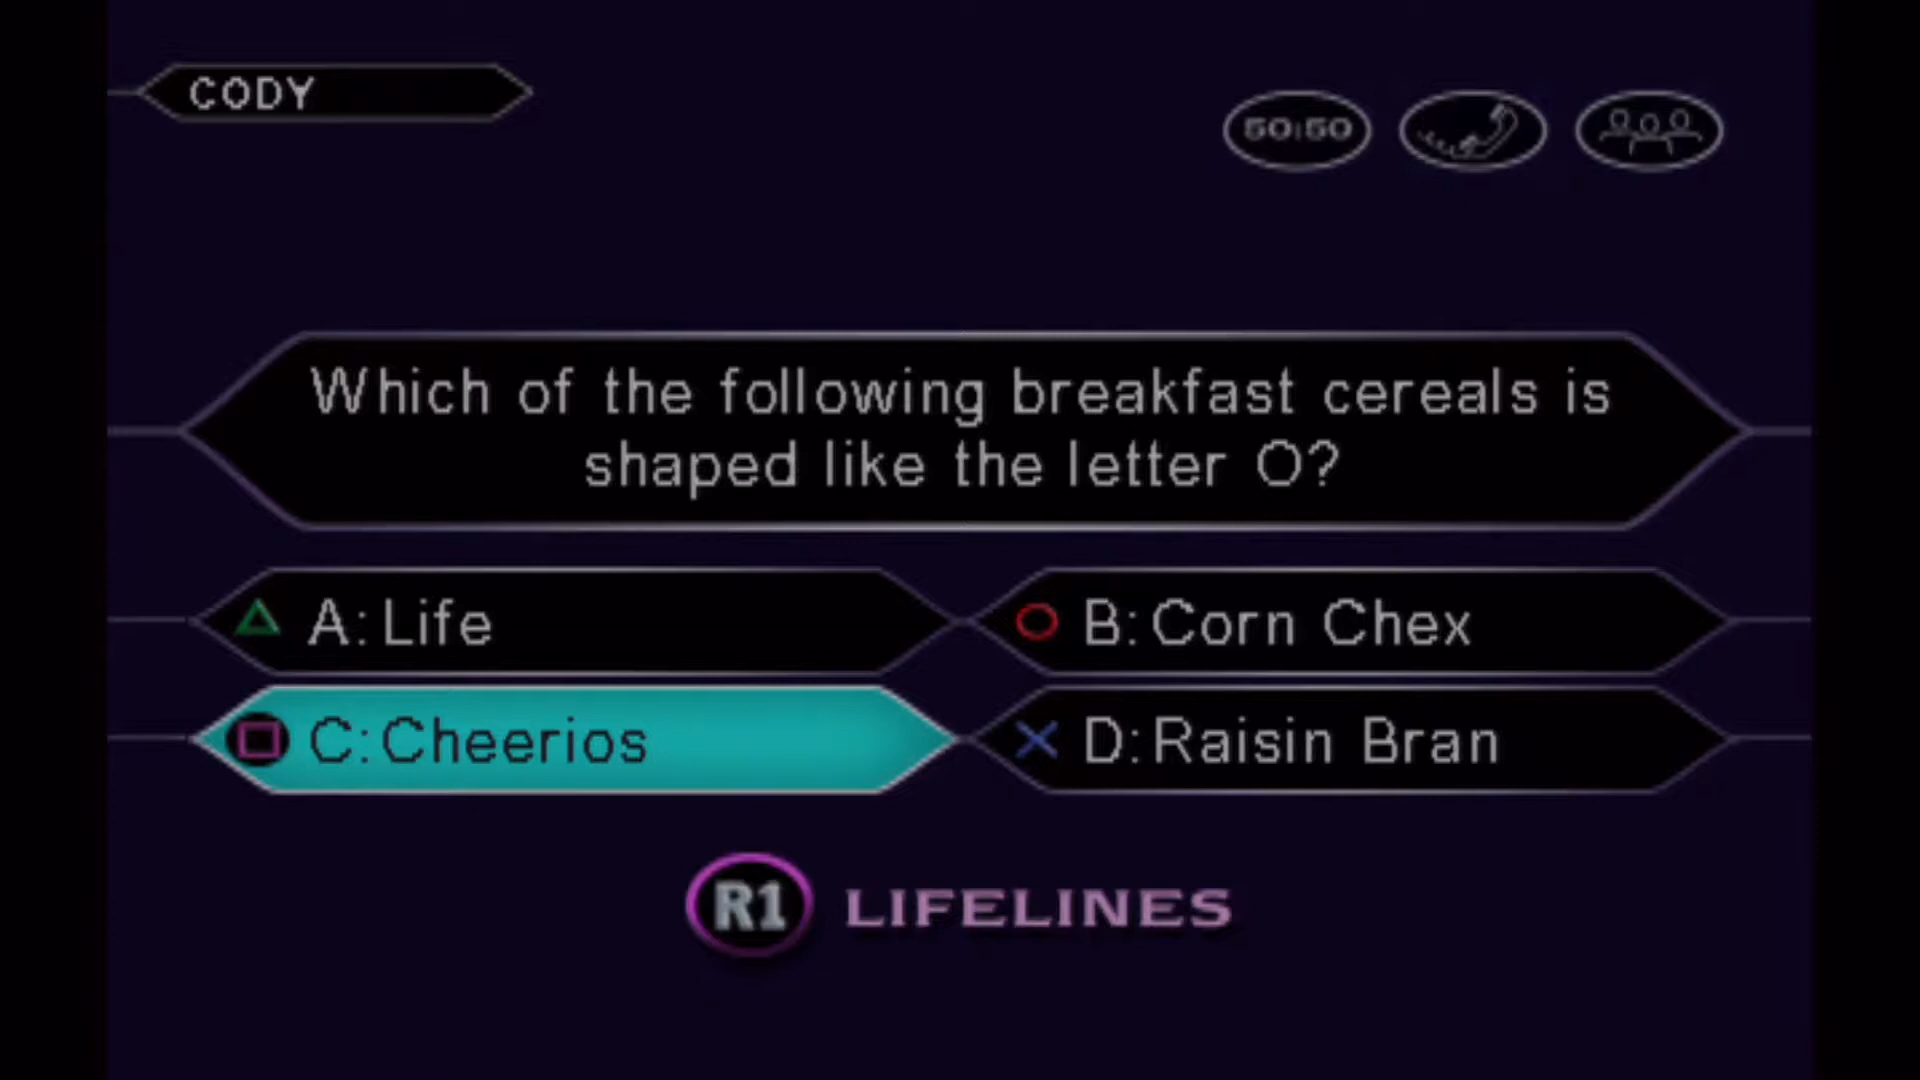 CODY
50:50
Which of the following breakfast cereals is
shaped like the letter O?
A: Life
B: Corn Chex
C: Cheerios
D: Raisin Bran
R1 LIFELINES